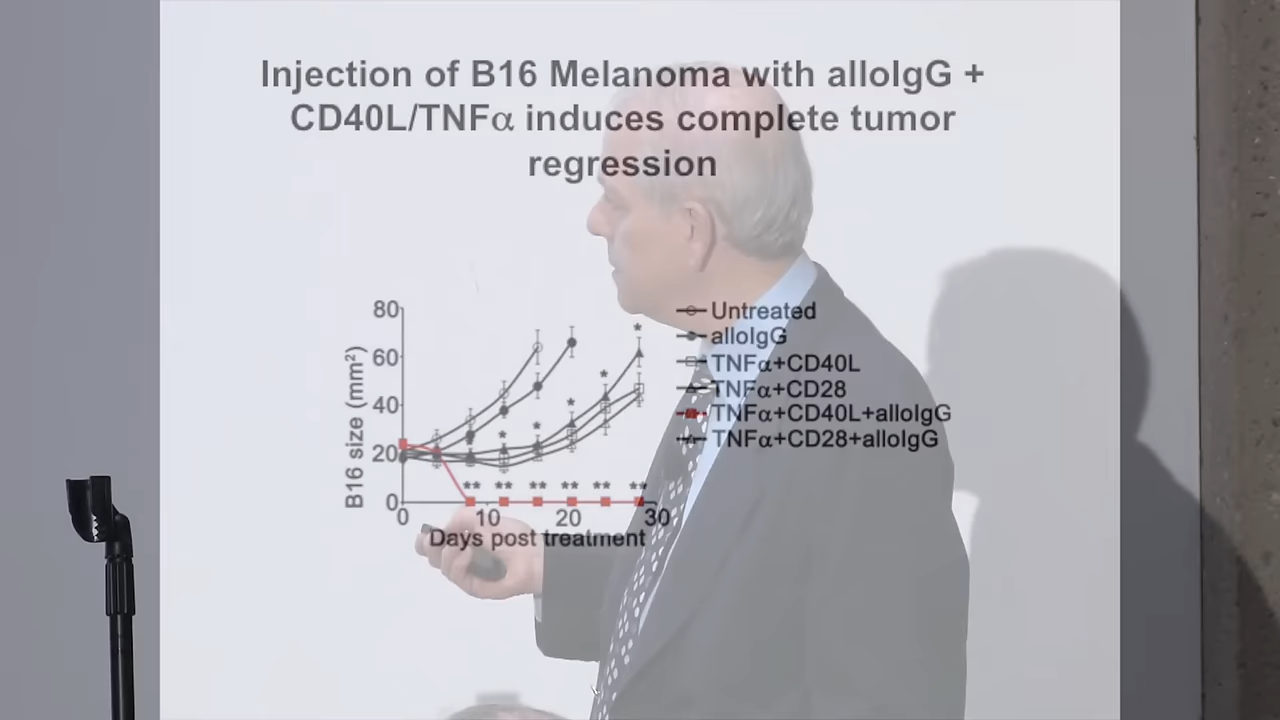 Injection of B16 Melanoma with alloIgG +
CD40L/TNFα induces complete tumor
regression
80
60
40
20
0
B16 size (mm²)
0 10 20 30
Days post treatment
* * * * * *
** ** ** ** ** **
Untreated
alloIgG
TNFα+CD40L
TNFα+CD28
TNFα+CD40L+alloIgG
TNFα+CD28+alloIgG